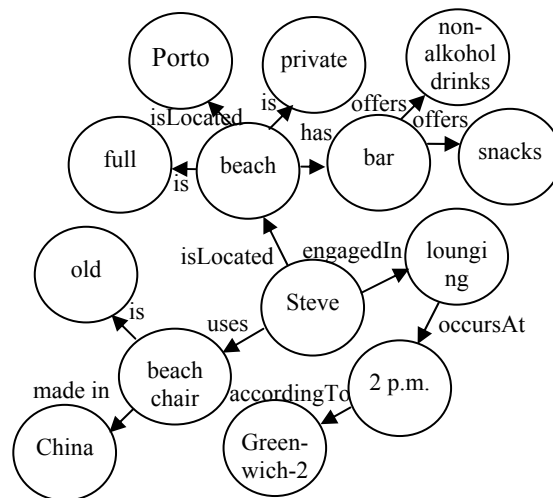 non-
alkohol
drinks
Porto
private
offers
isLocated
is
offers
has
full
beach
bar
snacks
is
isLocated
engagedIn
loungi
ng
old
Steve
is
uses
occursAt
beach
chair
made in
accordingTo
2 p.m.
China
Green-
wich-2